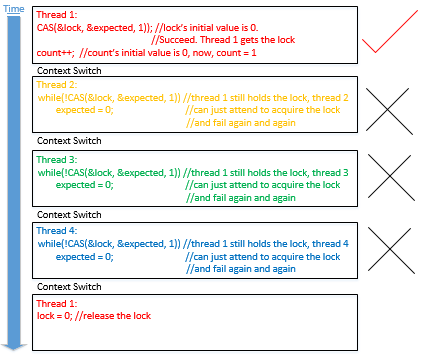 Time
Thread 1:
CAS(&lock, &expected, 1)); //lock's initial value is 0.
//Succeed. Thread 1 gets the lock
count++; //count's initial value is 0, now, count = 1
Context Switch
Thread 2:
while(!CAS(&lock, &expected, 1)) //thread 1 still holds the lock, thread 2
expected = 0; //can just attend to acquire the lock
//and fail again and again
Context Switch
Thread 3:
while(!CAS(&lock, &expected, 1)) //thread 1 still holds the lock, thread 3
expected = 0; //can just attend to acquire the lock
//and fail again and again
Context Switch
Thread 4:
while(!CAS(&lock, &expected, 1)) //thread 1 still holds the lock, thread 4
expected = 0; //can just attend to acquire the lock
//and fail again and again
Context Switch
Thread 1:
lock = 0; //release the lock